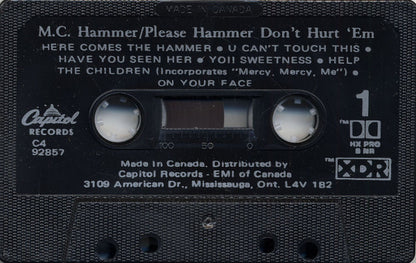 MADE IN CANADA
M.C. Hammer/Please Hammer Don't Hurt 'Em
HERE COMES THE HAMMER • U CAN'T TOUCH THIS •
HAVE YOU SEEN HER • YO!! SWEETNESS • HELP
THE CHILDREN (Incorporates "Mercy, Mercy, Me") •
ON YOUR FACE
Capitol
RECORDS
C4
92857
100 50 0
1
HX PRO
B NR
XDR
Made in Canada. Distributed by
Capitol Records - EMI of Canada
3109 American Dr., Mississauga, Ont. L4V 1B2